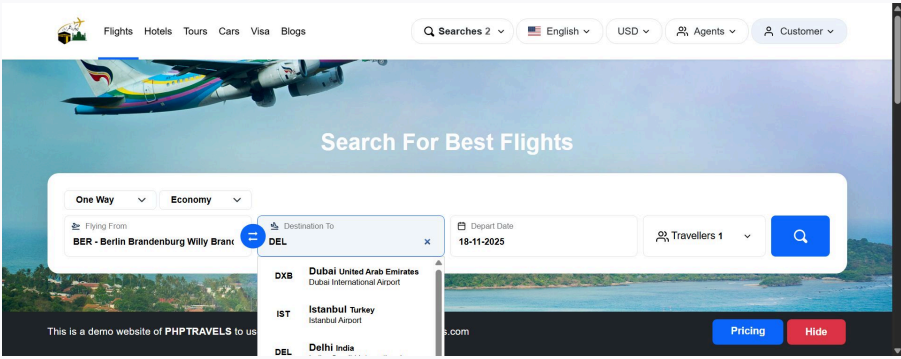 Flights Hotels Tours Cars Visa Blogs
Searches 2 English USD Agents Customer
Search For Best Flights
One Way Economy
Flying From
BER - Berlin Brandenburg Willy Bran
Destination To
DEL
Depart Date
18-11-2025
Travellers 1
DXB Dubai United Arab Emirates
Dubai International Airport
IST Istanbul Turkey
Istanbul Airport
DEL Delhi India
This is a demo website of PHPTRAVELS to us
s.com
Pricing Hide